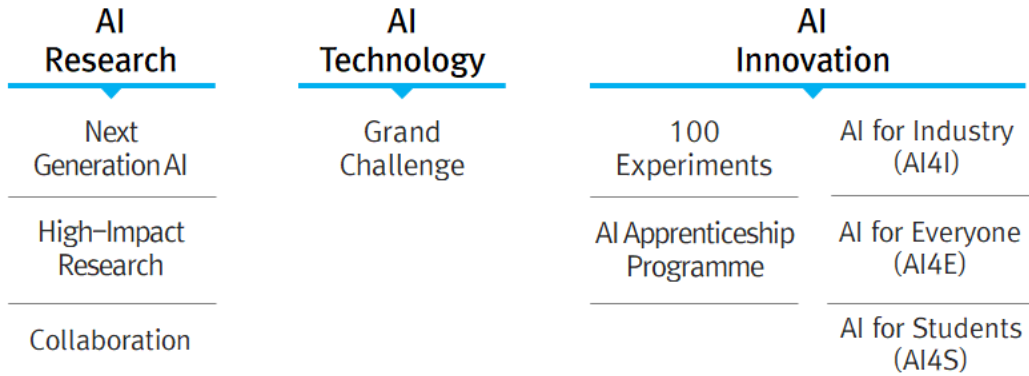 AI
Research
Next
Generation AI
High-Impact
Research
Collaboration
AI
Technology
Grand
Challenge
AI
Innovation
100
Experiments
AI Apprenticeship
Programme
AI for Industry
(AI4I)
AI for Everyone
(AI4E)
AI for Students
(AI4S)